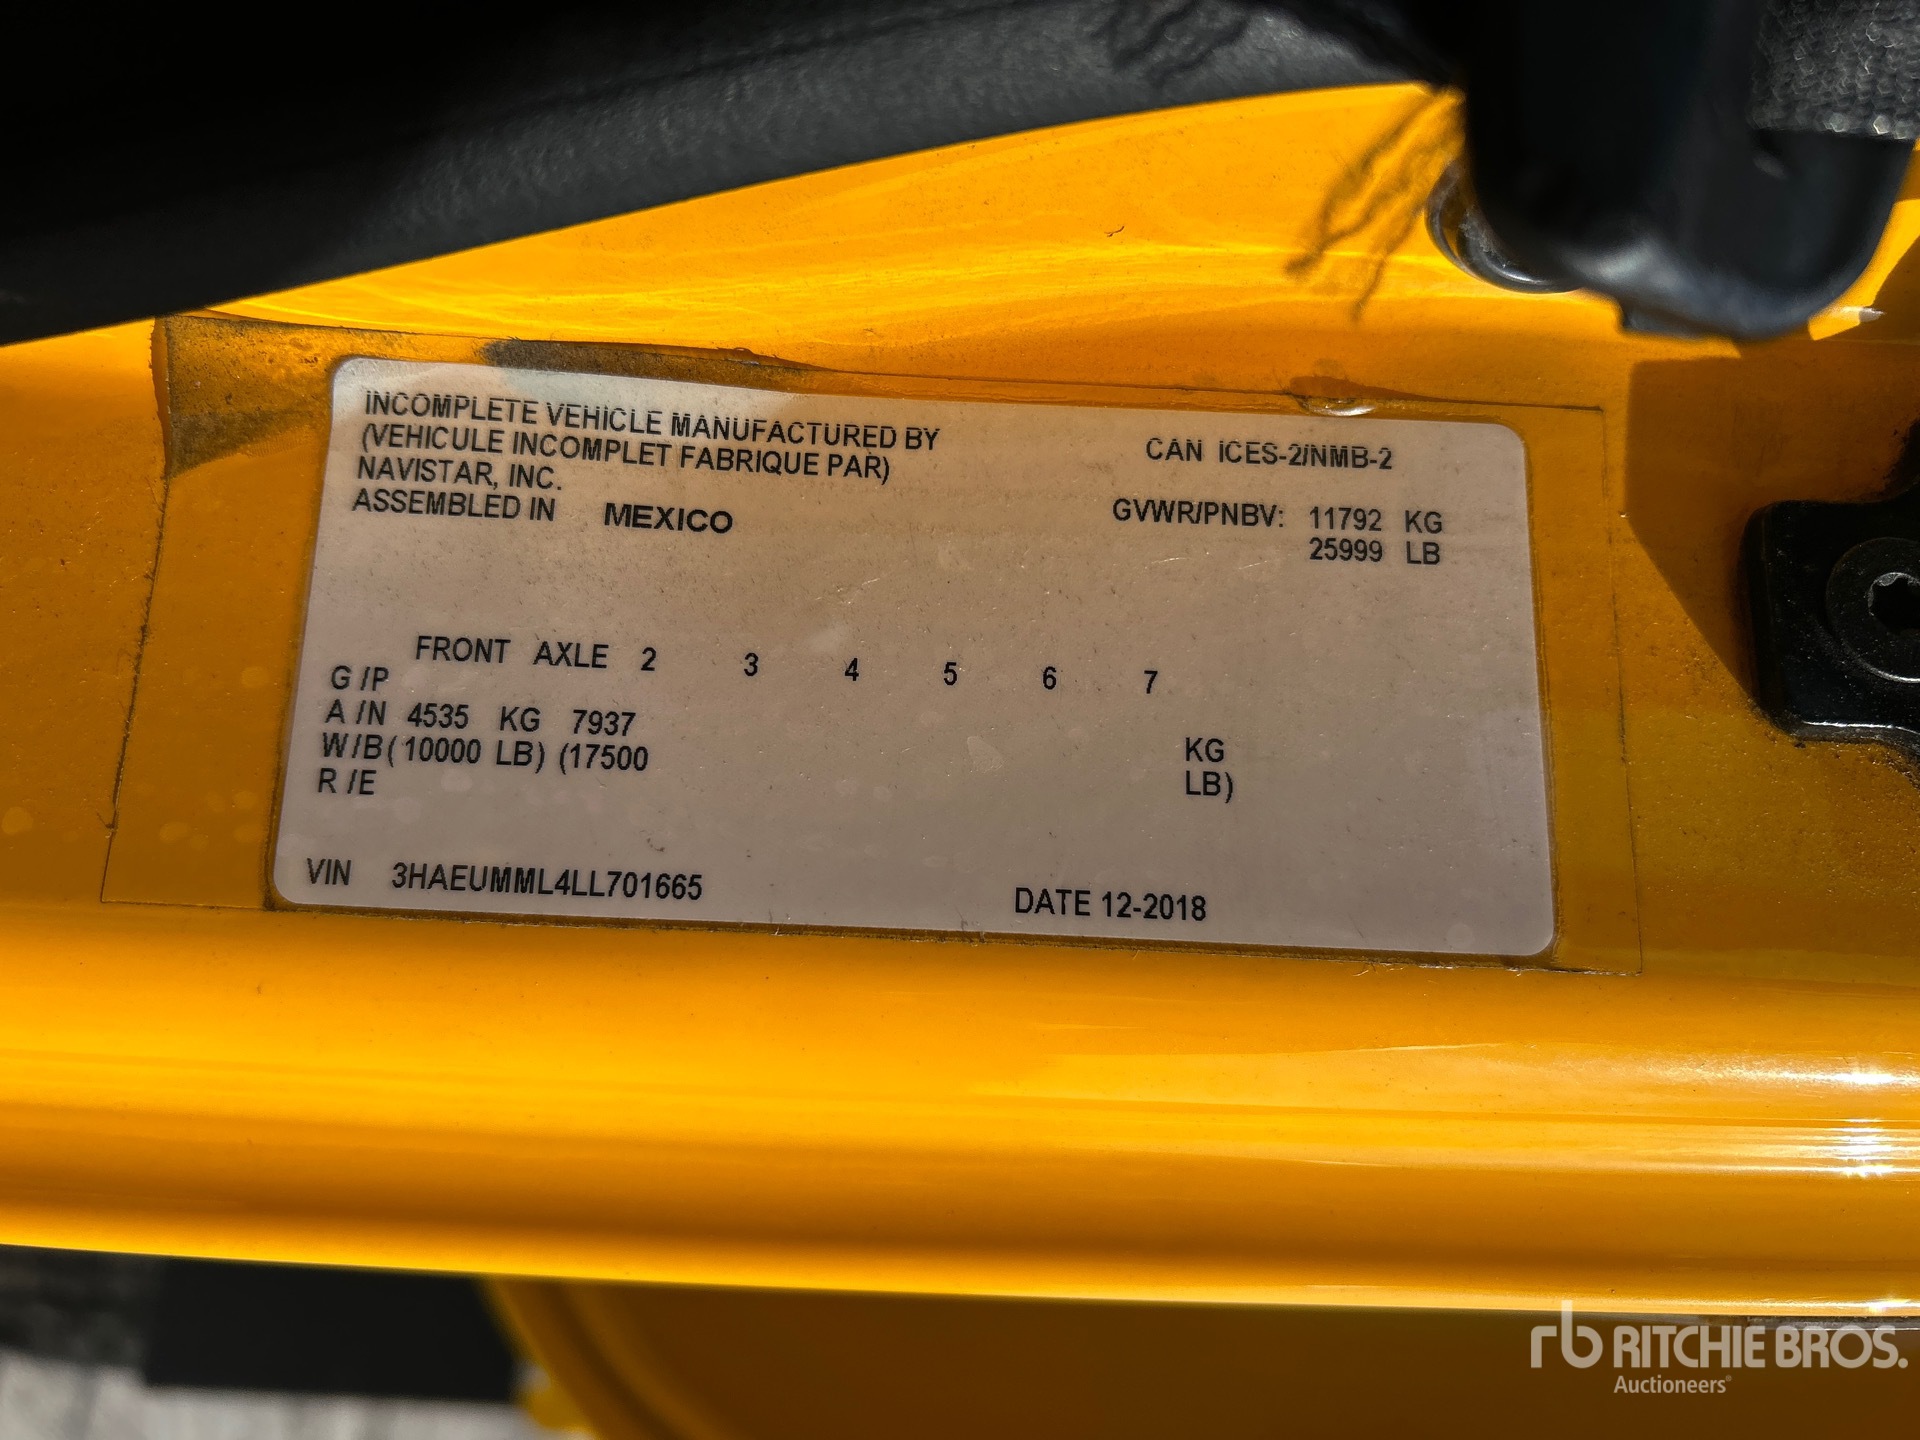 INCOMPLETE VEHICLE MANUFACTURED BY
(VEHICULE INCOMPLET FABRIQUE PAR)
NAVISTAR, INC.
ASSEMBLED IN MEXICO
CAN ICES-2/NMB-2
GVWR/PNBV: 11792 KG
25999 LB
FRONT AXLE 2 3 4 5 6 7
G /P
A /N 4535 KG 7937 KG
W/B (10000 LB) (17500 LB)
R /E
VIN 3HAEUMML4LL701665
DATE 12-2018
rb RITCHIE BROS.
Auctioneers